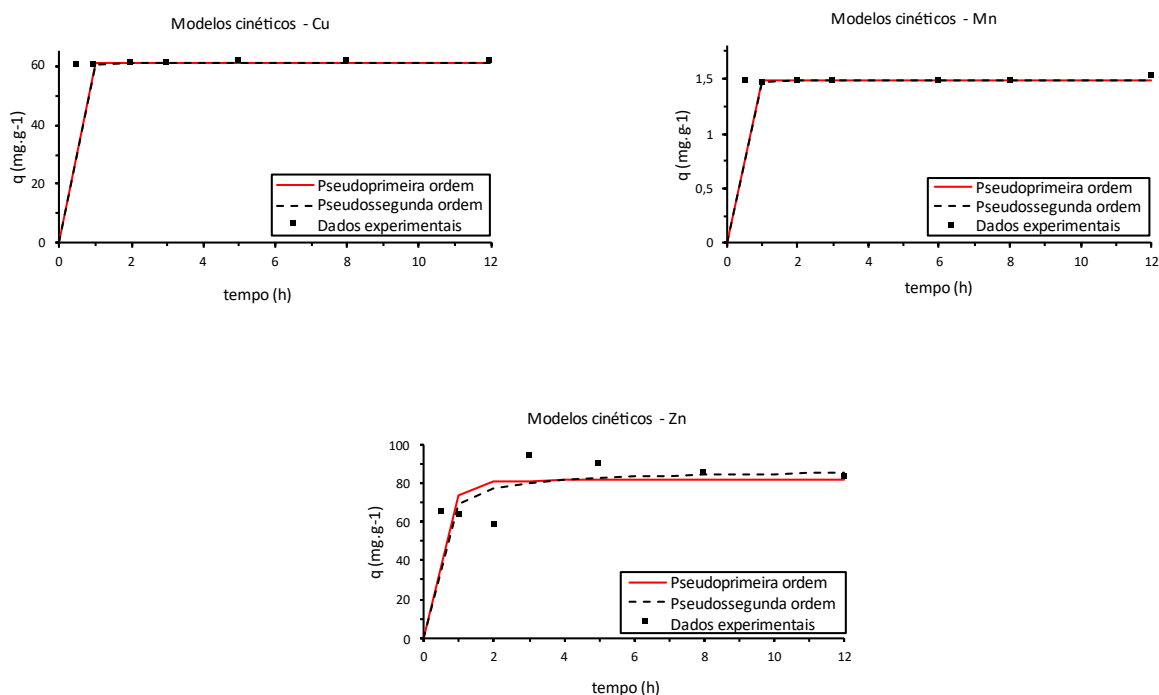 Modelos cinéticos - Cu
60
40
20
0
q (mg.g-1)
Pseudoprimeira ordem
Pseudossegunda ordem
Dados experimentais
0 2 4 6 8 10 12
tempo (h)
Modelos cinéticos - Mn
1,5
1
0,5
0
q (mg.g-1)
Pseudoprimeira ordem
Pseudossegunda ordem
Dados experimentais
0 2 4 6 8 10 12
tempo (h)
Modelos cinéticos - Zn
100
80
60
40
20
0
q (mg.g-1)
Pseudoprimeira ordem
Pseudossegunda ordem
Dados experimentais
0 2 4 6 8 10 12
tempo (h)